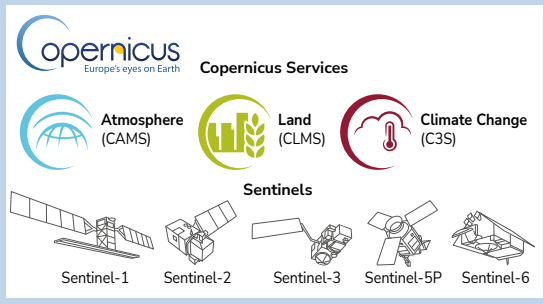 Copernicus
Europe's eyes on Earth
Copernicus Services
Atmosphere
(CAMS)
Land
(CLMS)
Climate Change
(C3S)
Sentinels
Sentinel-1
Sentinel-2
Sentinel-3
Sentinel-5P
Sentinel-6